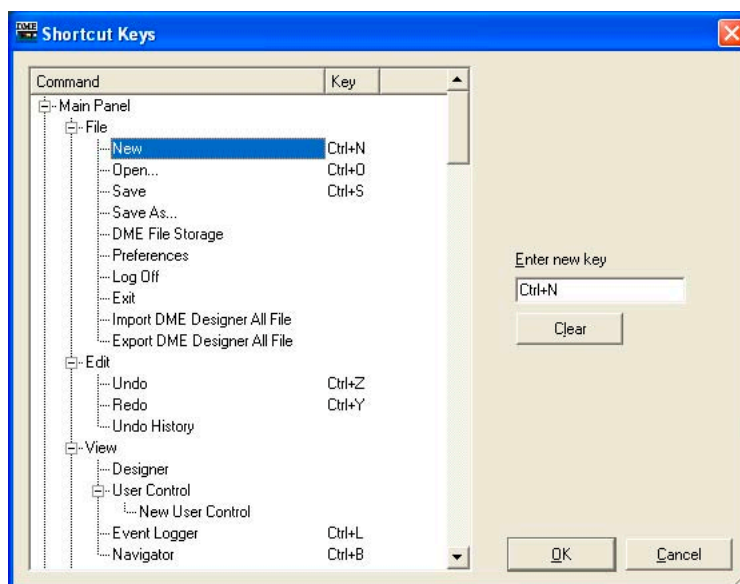 DME Shortcut Keys
Command Key
Main Panel
File
New Ctrl+N
Open... Ctrl+O
Save Ctrl+S
Save As...
DME File Storage
Preferences
Log Off
Exit
Import DME Designer All File
Export DME Designer All File
Edit
Undo Ctrl+Z
Redo Ctrl+Y
Undo History
View
Designer
User Control
New User Control
Event Logger Ctrl+L
Navigator Ctrl+B
Enter new key
Ctrl+N
Clear
OK Cancel